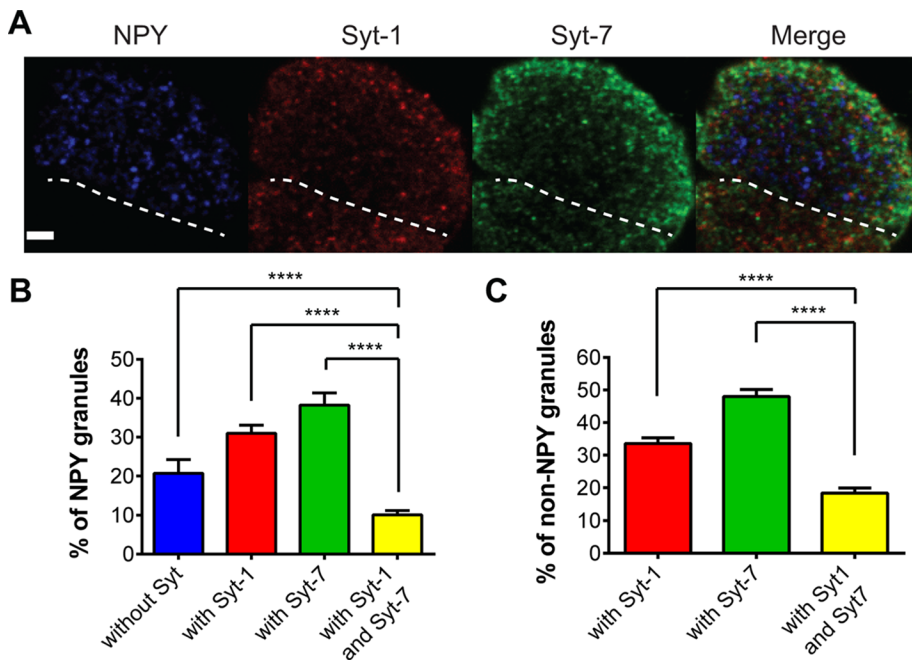 A
NPY Syt-1 Syt-7 Merge
B
****
****
****
% of NPY granules
50
40
30
20
10
0
without Syt
with Syt-1
with Syt-7
with Syt-1
and Syt-7
C
****
****
% of non-NPY granules
60
50
40
30
20
10
0
with Syt-1
with Syt-7
with Syt1
and Syt7